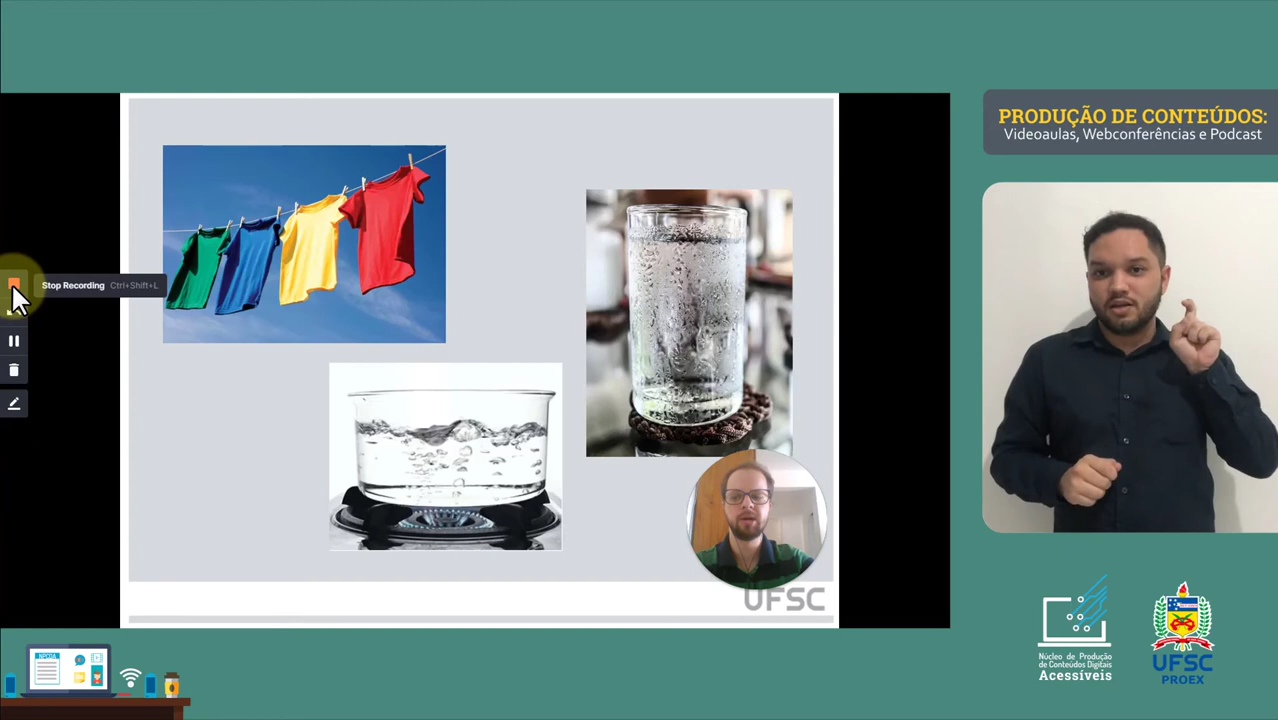 PRODUÇÃO DE CONTEÚDOS:
Videoaulas, Webconferências e Podcast
Stop Recording Ctrl+Shift+L
UFSC
NPCDA
Núcleo de Produção
de Conteúdos Digitais
Acessíveis
UFSC
PROEX